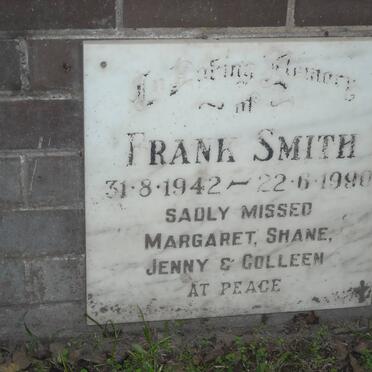 In Loving Memory
~ of ~
FRANK SMITH
31·8·1942 ~ 22·6·1990
SADLY MISSED
MARGARET, SHANE,
JENNY & COLLEEN
AT PEACE